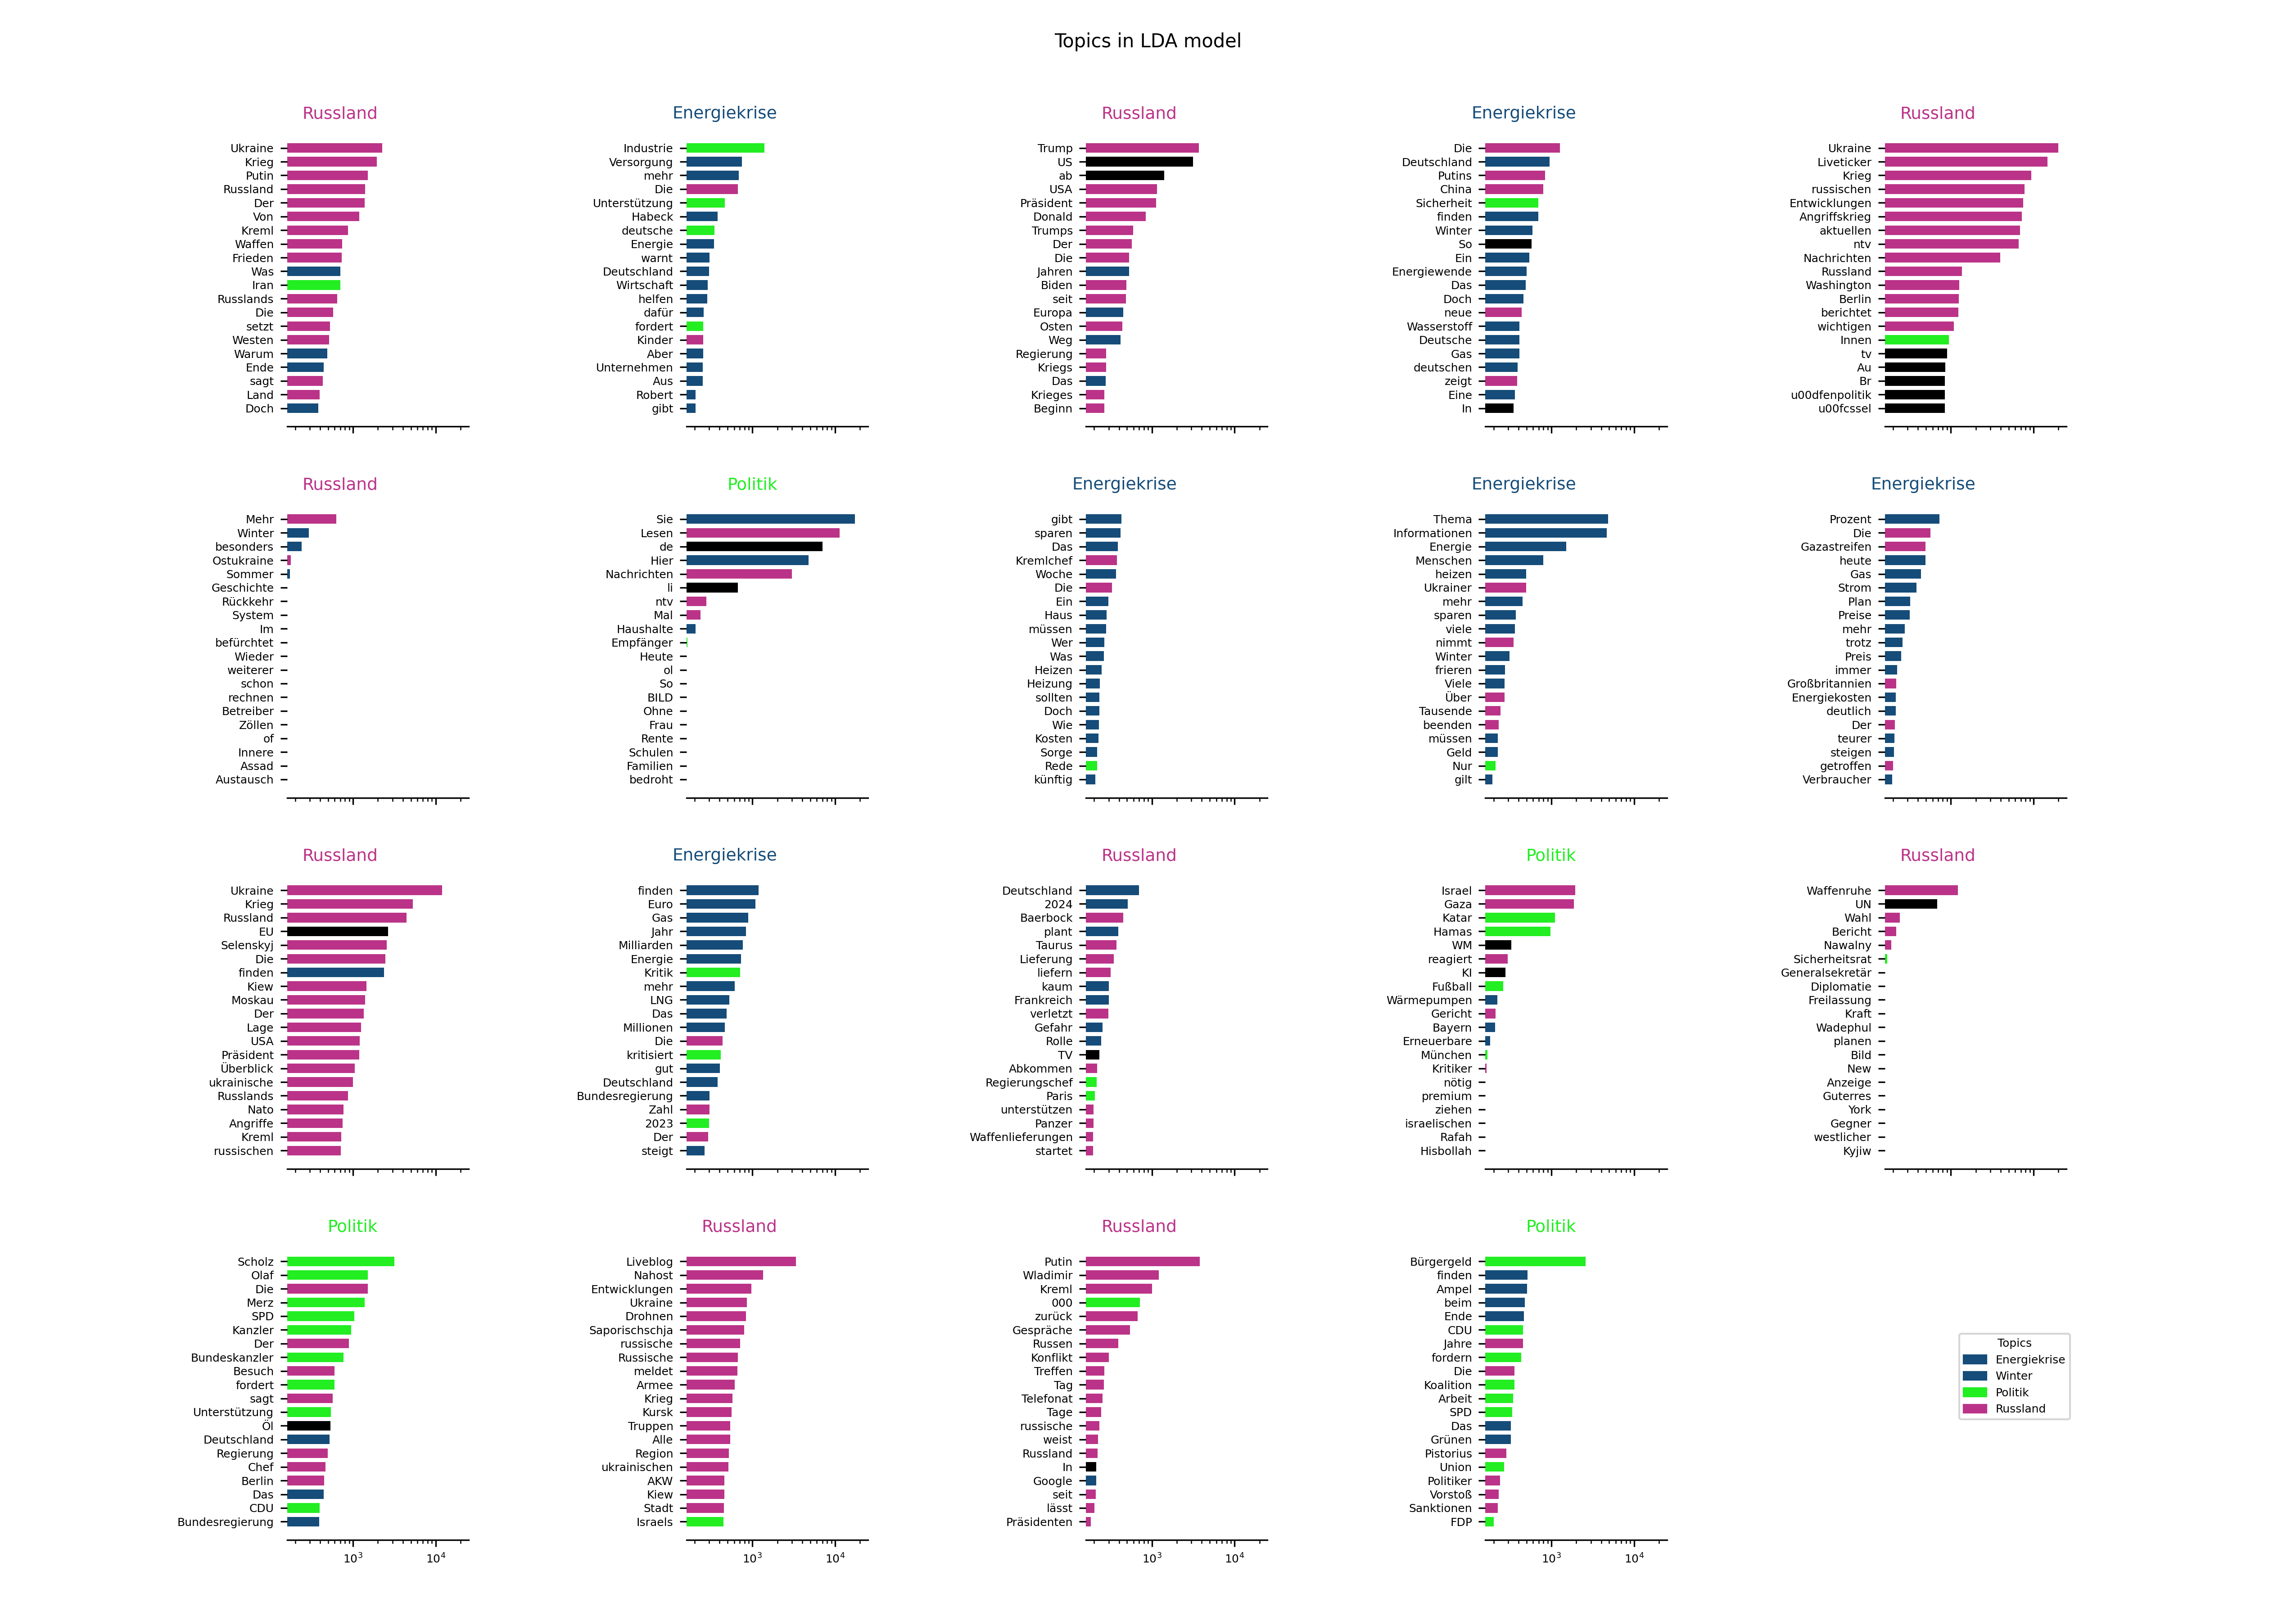 Topics in LDA model
Russland
Ukraine
Krieg
Putin
Russland
Der
Von
Kreml
Waffen
Frieden
Was
Iran
Russlands
Die
setzt
Westen
Warum
Ende
sagt
Land
Doch
Energiekrise
Industrie
Versorgung
mehr
Die
Unterstützung
Habeck
deutsche
Energie
warnt
Deutschland
Wirtschaft
helfen
dafür
fordert
Kinder
Aber
Unternehmen
Aus
Robert
gibt
Russland
Trump
US
ab
USA
Präsident
Donald
Trumps
Der
Die
Jahren
Biden
seit
Europa
Osten
Weg
Regierung
Kriegs
Das
Krieges
Beginn
Energiekrise
Die
Deutschland
Putins
China
Sicherheit
finden
Winter
So
Ein
Energiewende
Das
Doch
neue
Wasserstoff
Deutsche
Gas
deutschen
zeigt
Eine
In
Russland
Ukraine
Liveticker
Krieg
russischen
Entwicklungen
Angriffskrieg
aktuellen
ntv
Nachrichten
Russland
Washington
Berlin
berichtet
wichtigen
Innen
tv
Au
Br
u00dfenpolitik
u00fcssel
Russland
Mehr
Winter
besonders
Ostukraine
Sommer
Geschichte
Rückkehr
System
Im
befürchtet
Wieder
weiterer
schon
rechnen
Betreiber
Zöllen
of
Innere
Assad
Austausch
Politik
Sie
Lesen
de
Hier
Nachrichten
li
ntv
Mal
Haushalte
Empfänger
Heute
ol
So
BILD
Ohne
Frau
Rente
Schulen
Familien
bedroht
Energiekrise
gibt
sparen
Das
Kremlchef
Woche
Die
Ein
Haus
müssen
Wer
Was
Heizen
Heizung
sollten
Doch
Wie
Kosten
Sorge
Rede
künftig
Energiekrise
Thema
Informationen
Energie
Menschen
heizen
Ukrainer
mehr
sparen
viele
nimmt
Winter
frieren
Viele
Über
Tausende
beenden
müssen
Geld
Nur
gilt
Energiekrise
Prozent
Die
Gazastreifen
heute
Gas
Strom
Plan
Preise
mehr
trotz
Preis
immer
Großbritannien
Energiekosten
deutlich
Der
teurer
steigen
getroffen
Verbraucher
Russland
Ukraine
Krieg
Russland
EU
Selenskyj
Die
finden
Kiew
Moskau
Der
Lage
USA
Präsident
Überblick
ukrainische
Russlands
Nato
Angriffe
Kreml
russischen
Energiekrise
finden
Euro
Gas
Jahr
Milliarden
Energie
Kritik
mehr
LNG
Das
Millionen
Die
kritisiert
gut
Deutschland
Bundesregierung
Zahl
2023
Der
steigt
Russland
Deutschland
2024
Baerbock
plant
Taurus
Lieferung
liefern
kaum
Frankreich
verletzt
Gefahr
Rolle
TV
Abkommen
Regierungschef
Paris
unterstützen
Panzer
Waffenlieferungen
startet
Politik
Israel
Gaza
Katar
Hamas
WM
reagiert
KI
Fußball
Wärmepumpen
Gericht
Bayern
Erneuerbare
München
Kritiker
nötig
premium
ziehen
israelischen
Rafah
Hisbollah
Russland
Waffenruhe
UN
Wahl
Bericht
Nawalny
Sicherheitsrat
Generalsekretär
Diplomatie
Freilassung
Kraft
Wadephul
planen
Bild
New
Anzeige
Guterres
York
Gegner
westlicher
Kyjiw
Politik
Scholz
Olaf
Die
Merz
SPD
Kanzler
Der
Bundeskanzler
Besuch
fordert
sagt
Unterstützung
Öl
Deutschland
Regierung
Chef
Berlin
Das
CDU
Bundesregierung
10³ 10⁴
Russland
Liveblog
Nahost
Entwicklungen
Ukraine
Drohnen
Saporischschja
russische
Russische
meldet
Armee
Krieg
Kursk
Truppen
Alle
Region
ukrainischen
AKW
Kiew
Stadt
Israels
10³ 10⁴
Russland
Putin
Wladimir
Kreml
000
zurück
Gespräche
Russen
Konflikt
Treffen
Tag
Telefonat
Tage
russische
weist
Russland
In
Google
seit
lässt
Präsidenten
10³ 10⁴
Politik
Bürgergeld
finden
Ampel
beim
Ende
CDU
Jahre
fordern
Die
Koalition
Arbeit
SPD
Das
Grünen
Pistorius
Union
Politiker
Vorstoß
Sanktionen
FDP
10³ 10⁴
Topics
Energiekrise
Winter
Politik
Russland